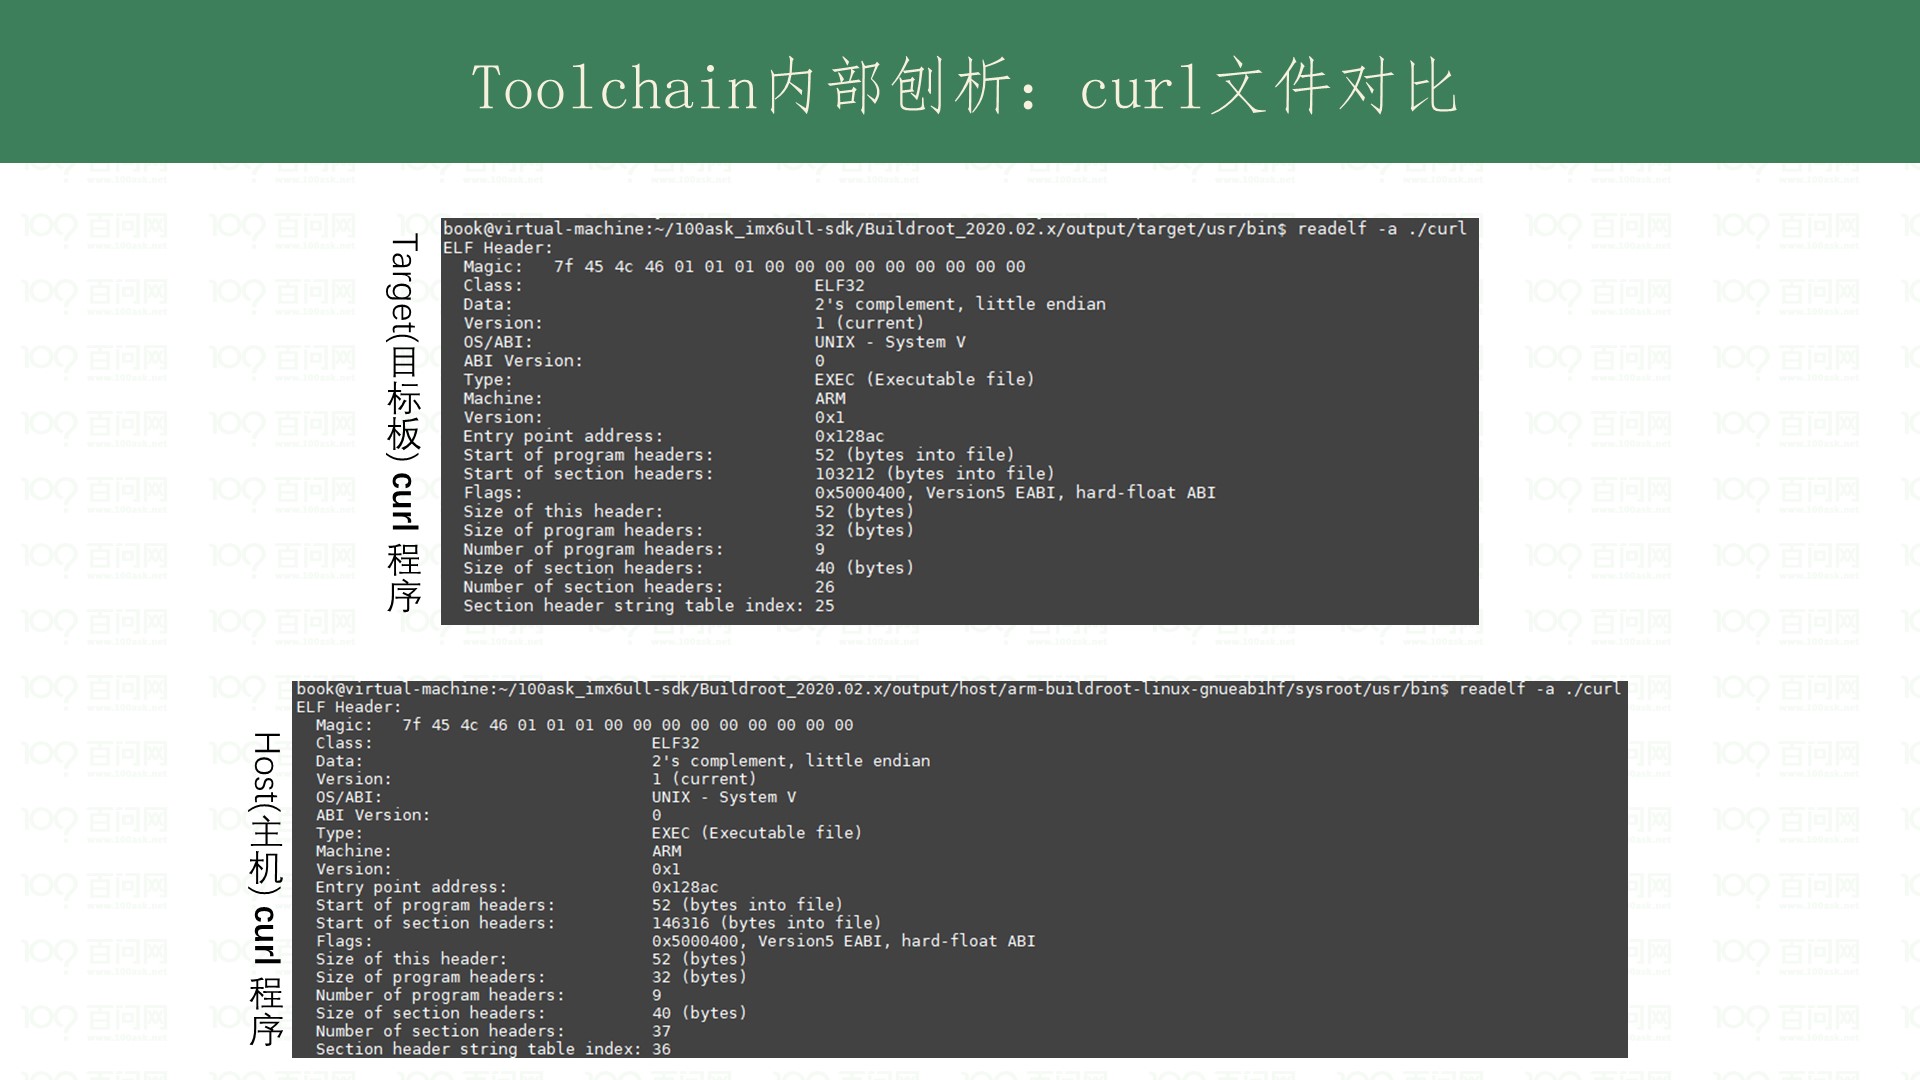 Toolchain内部刨析：curl文件对比
Target(目标板) curl 程序
book@virtual-machine:~/100ask_imx6ull-sdk/Buildroot_2020.02.x/output/target/usr/bin$ readelf -a ./curl
ELF Header:
Magic: 7f 45 4c 46 01 01 01 00 00 00 00 00 00 00 00 00
Class: ELF32
Data: 2's complement, little endian
Version: 1 (current)
OS/ABI: UNIX - System V
ABI Version: 0
Type: EXEC (Executable file)
Machine: ARM
Version: 0x1
Entry point address: 0x128ac
Start of program headers: 52 (bytes into file)
Start of section headers: 103212 (bytes into file)
Flags: 0x5000400, Version5 EABI, hard-float ABI
Size of this header: 52 (bytes)
Size of program headers: 32 (bytes)
Number of program headers: 9
Size of section headers: 40 (bytes)
Number of section headers: 26
Section header string table index: 25
Host(主机) curl 程序
book@virtual-machine:~/100ask_imx6ull-sdk/Buildroot_2020.02.x/output/host/arm-buildroot-linux-gnueabihf/sysroot/usr/bin$ readelf -a ./curl
ELF Header:
Magic: 7f 45 4c 46 01 01 01 00 00 00 00 00 00 00 00 00
Class: ELF32
Data: 2's complement, little endian
Version: 1 (current)
OS/ABI: UNIX - System V
ABI Version: 0
Type: EXEC (Executable file)
Machine: ARM
Version: 0x1
Entry point address: 0x128ac
Start of program headers: 52 (bytes into file)
Start of section headers: 146316 (bytes into file)
Flags: 0x5000400, Version5 EABI, hard-float ABI
Size of this header: 52 (bytes)
Size of program headers: 32 (bytes)
Number of program headers: 9
Size of section headers: 40 (bytes)
Number of section headers: 37
Section header string table index: 36